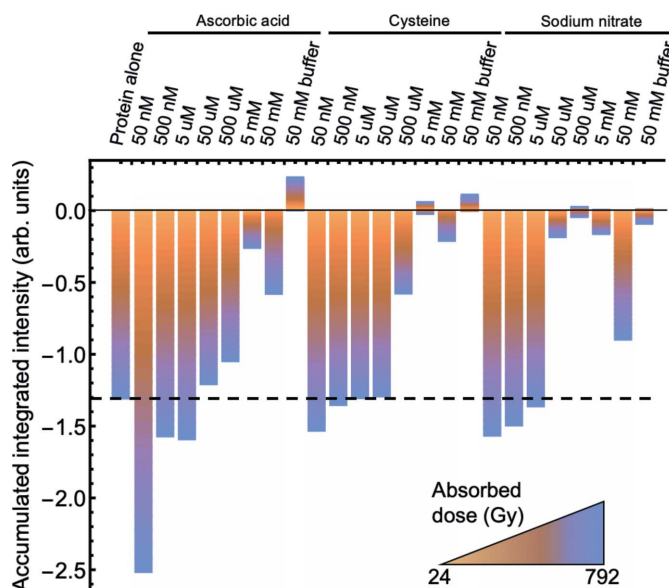 Ascorbic acid Cysteine Sodium nitrate
Protein alone 50 nM 500 nM 5 uM 50 uM 500 uM 5 mM 50 mM 50 mM buffer 50 nM 500 nM 5 uM 50 uM 500 uM 5 mM 50 mM 50 mM buffer 50 nM 500 nM 5 uM 50 uM 500 uM 5 mM 50 mM 50 mM buffer
Accumulated integrated intensity (arb. units)
0.0
−0.5
−1.0
−1.5
−2.0
−2.5
Absorbed
dose (Gy)
24 792